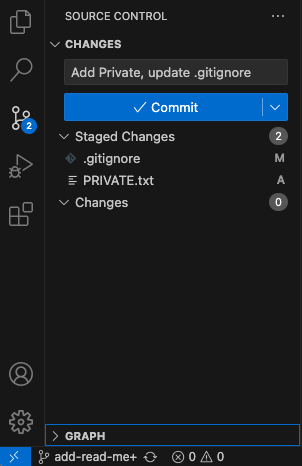 SOURCE CONTROL
CHANGES
Add Private, update .gitignore
Commit
2
Staged Changes 2
.gitignore M
PRIVATE.txt A
Changes 0
GRAPH
add-read-me+ 0 0